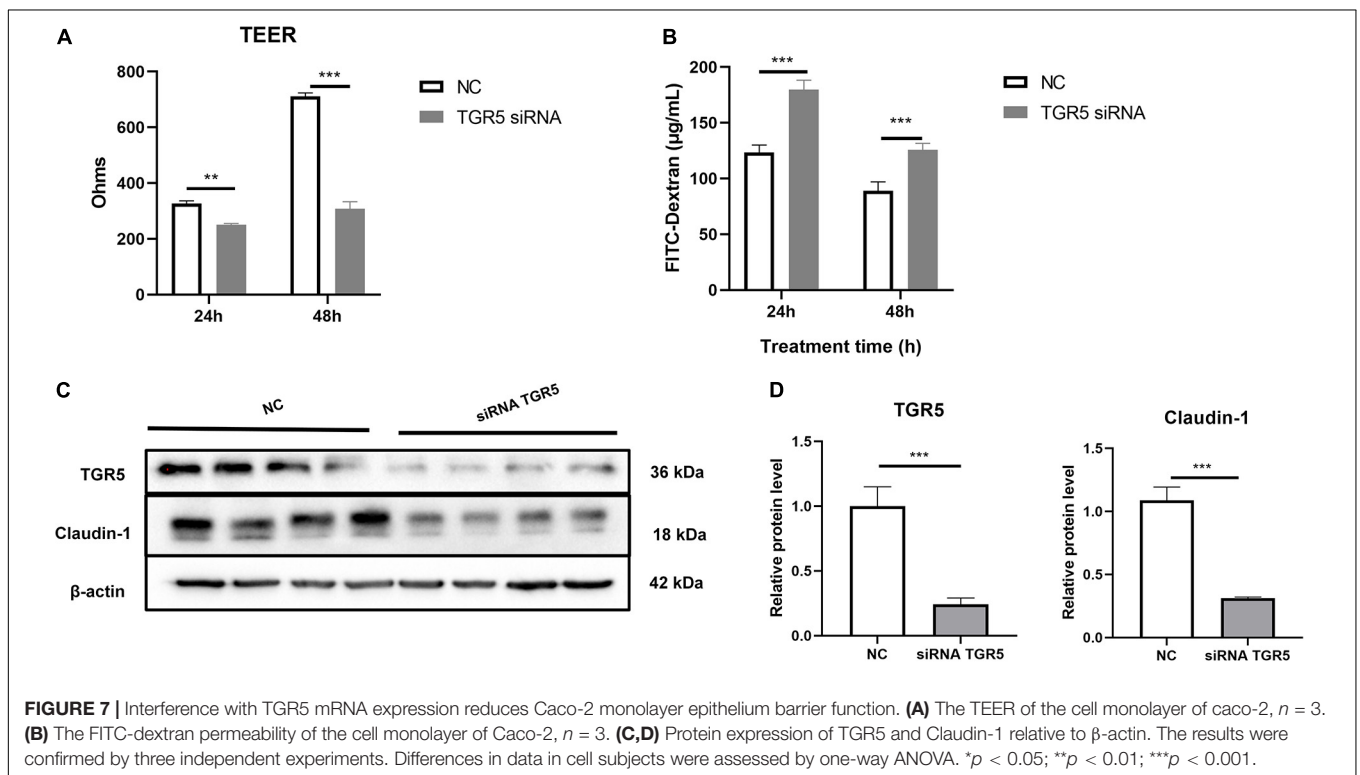 A
TEER
Ohms
800
600
400
200
0
**
***
24h
48h
NC
TGR5 siRNA
B
FITC-Dextran (μg/mL)
200
150
100
50
0
***
***
24h
48h
Treatment time (h)
NC
TGR5 siRNA
C
NC
siRNA TGR5
TGR5
36 kDa
Claudin-1
18 kDa
β-actin
42 kDa
D
TGR5
Relative protein level
1.5
1.0
0.5
0.0
***
NC
siRNA TGR5
Claudin-1
Relative protein level
1.5
1.0
0.5
0.0
***
NC
siRNA TGR5
FIGURE 7 | Interference with TGR5 mRNA expression reduces Caco-2 monolayer epithelium barrier function. (A) The TEER of the cell monolayer of caco-2, n = 3.
(B) The FITC-dextran permeability of the cell monolayer of Caco-2, n = 3. (C,D) Protein expression of TGR5 and Claudin-1 relative to β-actin. The results were
confirmed by three independent experiments. Differences in data in cell subjects were assessed by one-way ANOVA. *p < 0.05; **p < 0.01; ***p < 0.001.